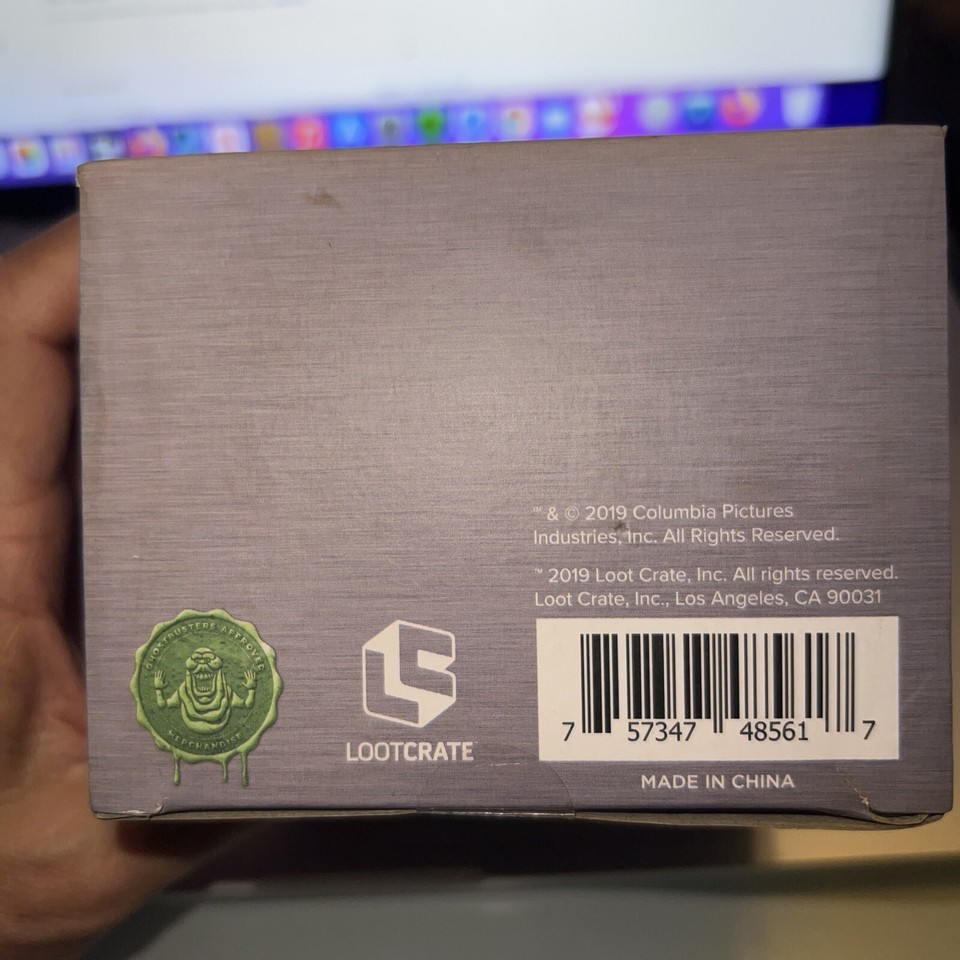 ™ & © 2019 Columbia Pictures
Industries, Inc. All Rights Reserved.
™ 2019 Loot Crate, Inc. All rights reserved.
Loot Crate, Inc., Los Angeles, CA 90031
GHOSTBUSTERS APPROVED
MERCHANDISE
LOOTCRATE
7 57347 48561 7
MADE IN CHINA